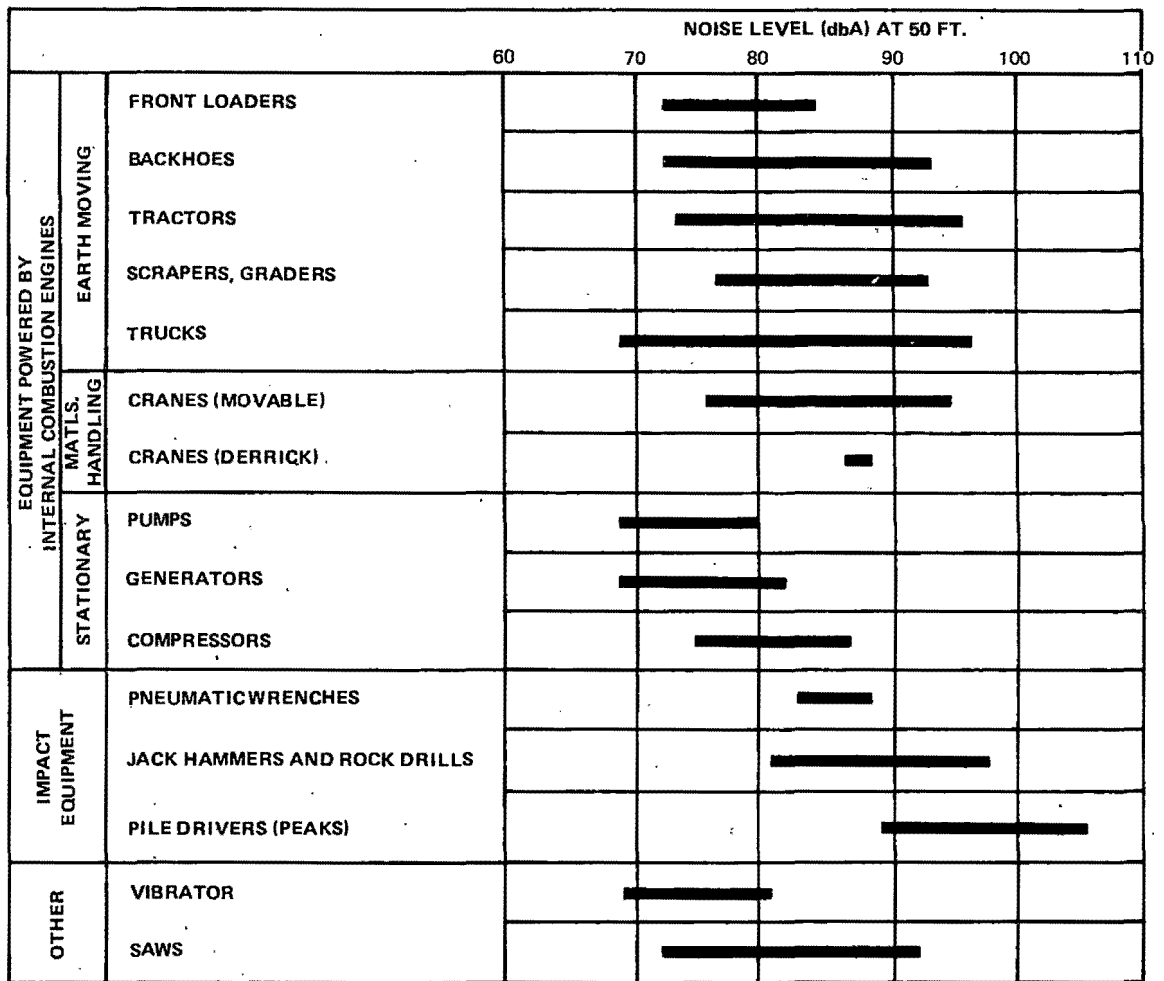 NOISE LEVEL (dbA) AT 50 FT.
60 70 80 90 100 110
EQUIPMENT POWERED BY
INTERNAL COMBUSTION ENGINES
EARTH MOVING
FRONT LOADERS
BACKHOES
TRACTORS
SCRAPERS, GRADERS
TRUCKS
MATLS.
HANDLING
CRANES (MOVABLE)
CRANES (DERRICK)
STATIONARY
PUMPS
GENERATORS
COMPRESSORS
IMPACT
EQUIPMENT
PNEUMATIC WRENCHES
JACK HAMMERS AND ROCK DRILLS
PILE DRIVERS (PEAKS)
OTHER
VIBRATOR
SAWS